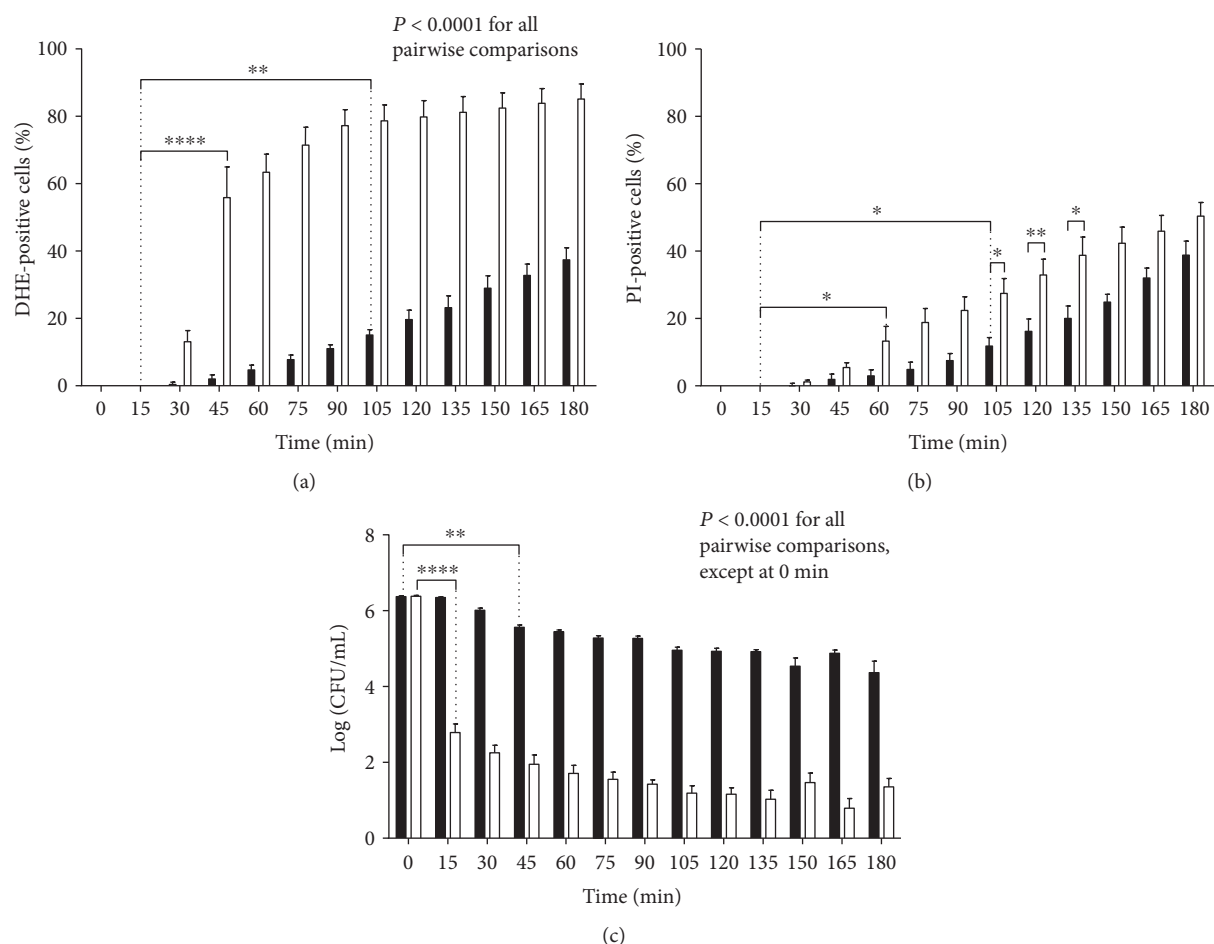 P < 0.0001 for all
pairwise comparisons
DHE-positive cells (%)
100
80
60
40
20
0
**
****
0 15 30 45 60 75 90 105 120 135 150 165 180
Time (min)
(a)
PI-positive cells (%)
100
80
60
40
20
0
*
*
*
**
*
0 15 30 45 60 75 90 105 120 135 150 165 180
Time (min)
(b)
P < 0.0001 for all
pairwise comparisons,
except at 0 min
Log (CFU/mL)
8
6
4
2
0
**
****
0 15 30 45 60 75 90 105 120 135 150 165 180
Time (min)
(c)